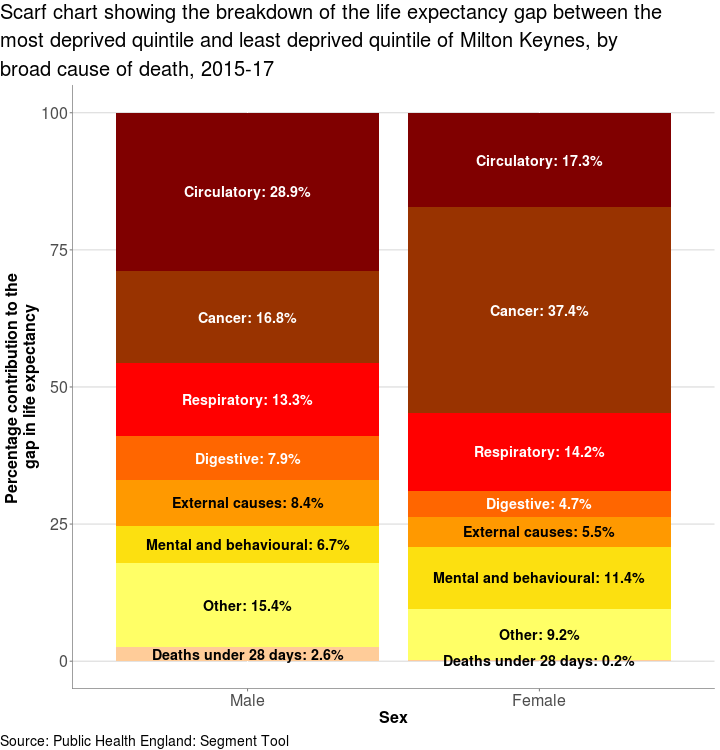 Scarf chart showing the breakdown of the life expectancy gap between the
most deprived quintile and least deprived quintile of Milton Keynes, by
broad cause of death, 2015-17
Percentage contribution to the
gap in life expectancy
100
75
50
25
0
Circulatory: 28.9%
Cancer: 16.8%
Respiratory: 13.3%
Digestive: 7.9%
External causes: 8.4%
Mental and behavioural: 6.7%
Other: 15.4%
Deaths under 28 days: 2.6%
Circulatory: 17.3%
Cancer: 37.4%
Respiratory: 14.2%
Digestive: 4.7%
External causes: 5.5%
Mental and behavioural: 11.4%
Other: 9.2%
Deaths under 28 days: 0.2%
Male
Female
Sex
Source: Public Health England: Segment Tool